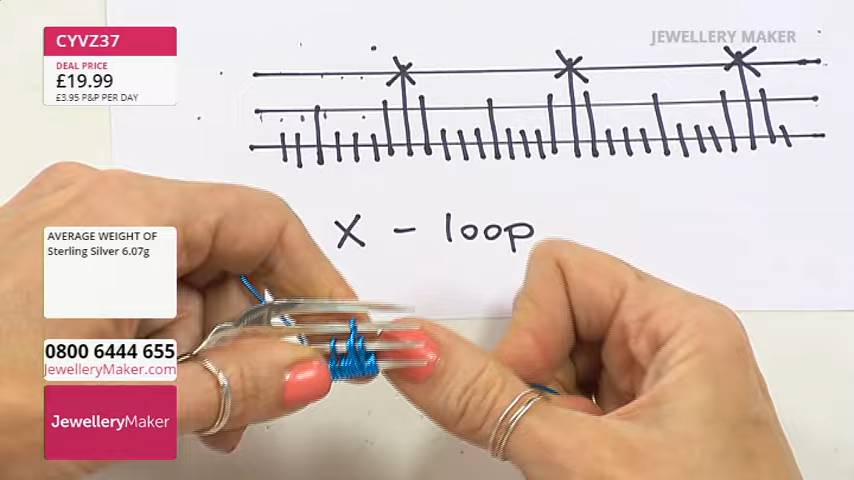 CYVZ37
DEAL PRICE
£19.99
£3.95 P&P PER DAY
JEWELLERY MAKER
X - loop
AVERAGE WEIGHT OF
Sterling Silver 6.07g
0800 6444 655
JewelleryMaker.com
JewelleryMaker